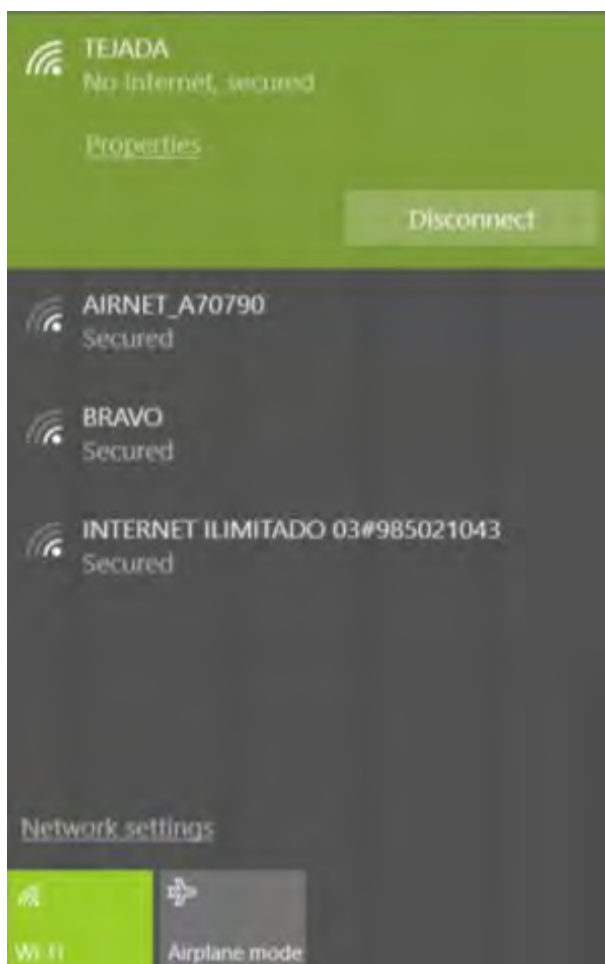 TEJADA
No Internet, secured
Properties
Disconnect
AIRNET_A70790
Secured
BRAVO
Secured
INTERNET ILIMITADO 03#985021043
Secured
Network settings
Wi-Fi
Airplane mode